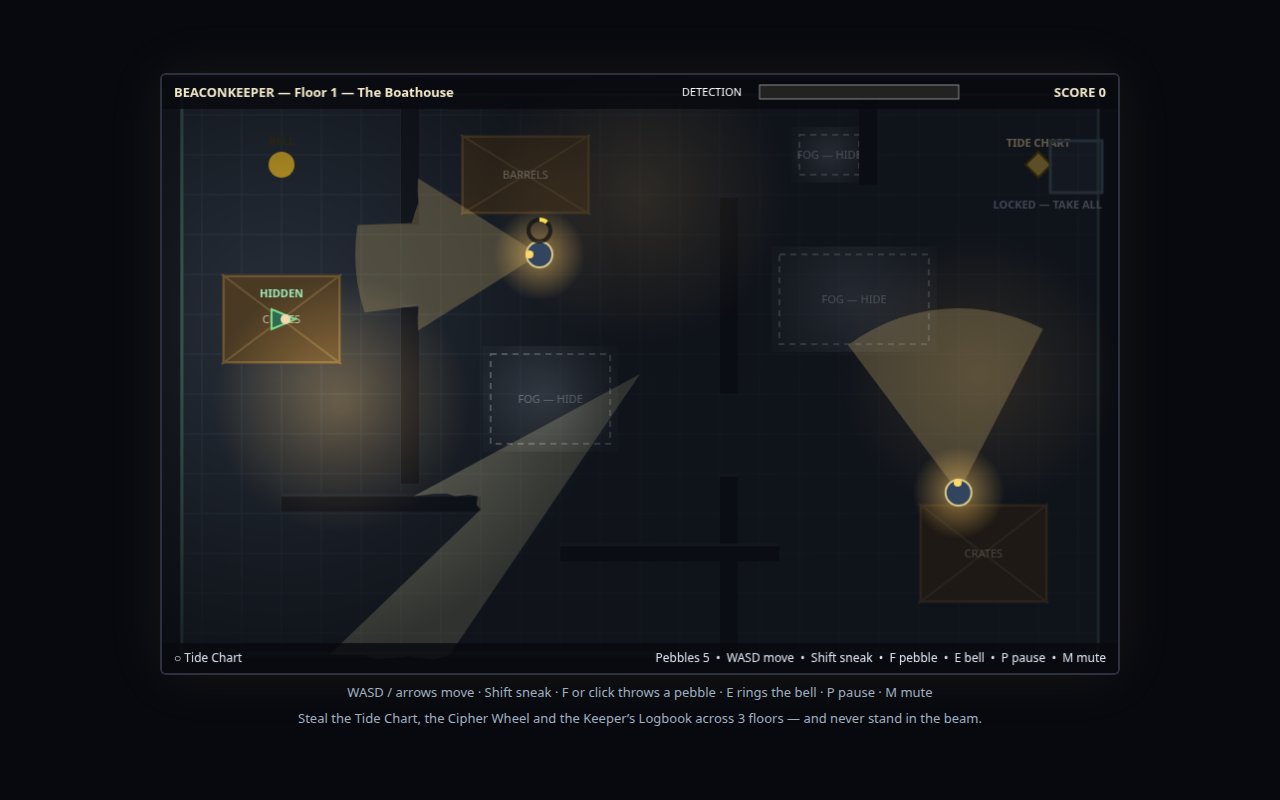 BEACONKEEPER — Floor 1 — The Boathouse
DETECTION
SCORE 0
BARRELS
FOG — HIDE
TIDE CHART
LOCKED — TAKE ALL
HIDDEN
FOG — HIDE
FOG — HIDE
CRATES
○ Tide Chart
Pebbles 5 • WASD move • Shift sneak • F pebble • E bell • P pause • M mute
WASD / arrows move · Shift sneak · F or click throws a pebble · E rings the bell · P pause · M mute
Steal the Tide Chart, the Cipher Wheel and the Keeper's Logbook across 3 floors — and never stand in the beam.